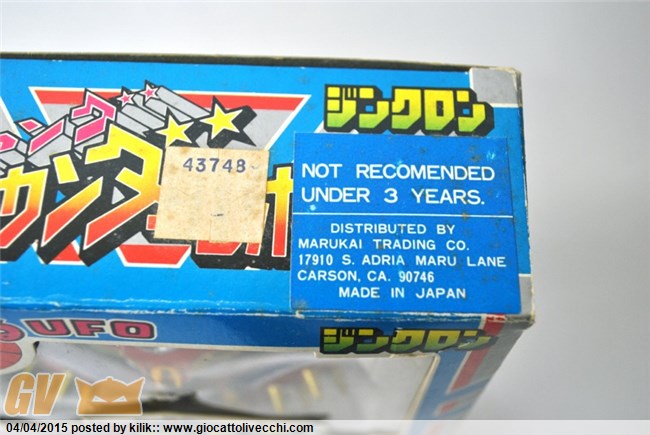 ジンクロン
43748
NOT RECOMENDED
UNDER 3 YEARS.
DISTRIBUTED BY
MARUKAI TRADING CO.
17910 S. ADRIA MARU LANE
CARSON, CA. 90746
MADE IN JAPAN
UFO
ジンクロン
GV
04/04/2015 posted by kilik:: www.giocattolivecchi.com